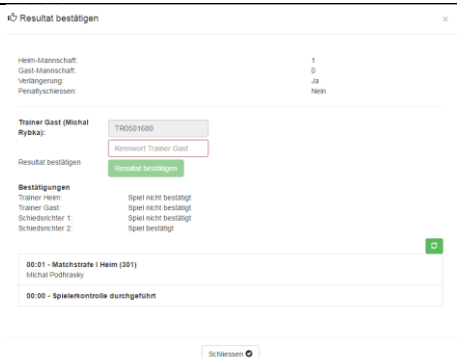 Resultat bestätigen ×
Heim-Mannschaft: 1
Gast-Mannschaft: 0
Verlängerung: Ja
Penaltyschiessen: Nein
Trainer Gast (Michal
Rybka): TR0501680
Kennwort Trainer Gast
Resultat bestätigen Resultat bestätigen
Bestätigungen
Trainer Heim: Spiel nicht bestätigt
Trainer Gast: Spiel nicht bestätigt
Schiedsrichter 1: Spiel nicht bestätigt
Schiedsrichter 2: Spiel bestätigt
00:01 - Matchstrafe I Heim (301)
Michal Podhrasky
00:00 - Spielerkontrolle durchgeführt
Schliessen